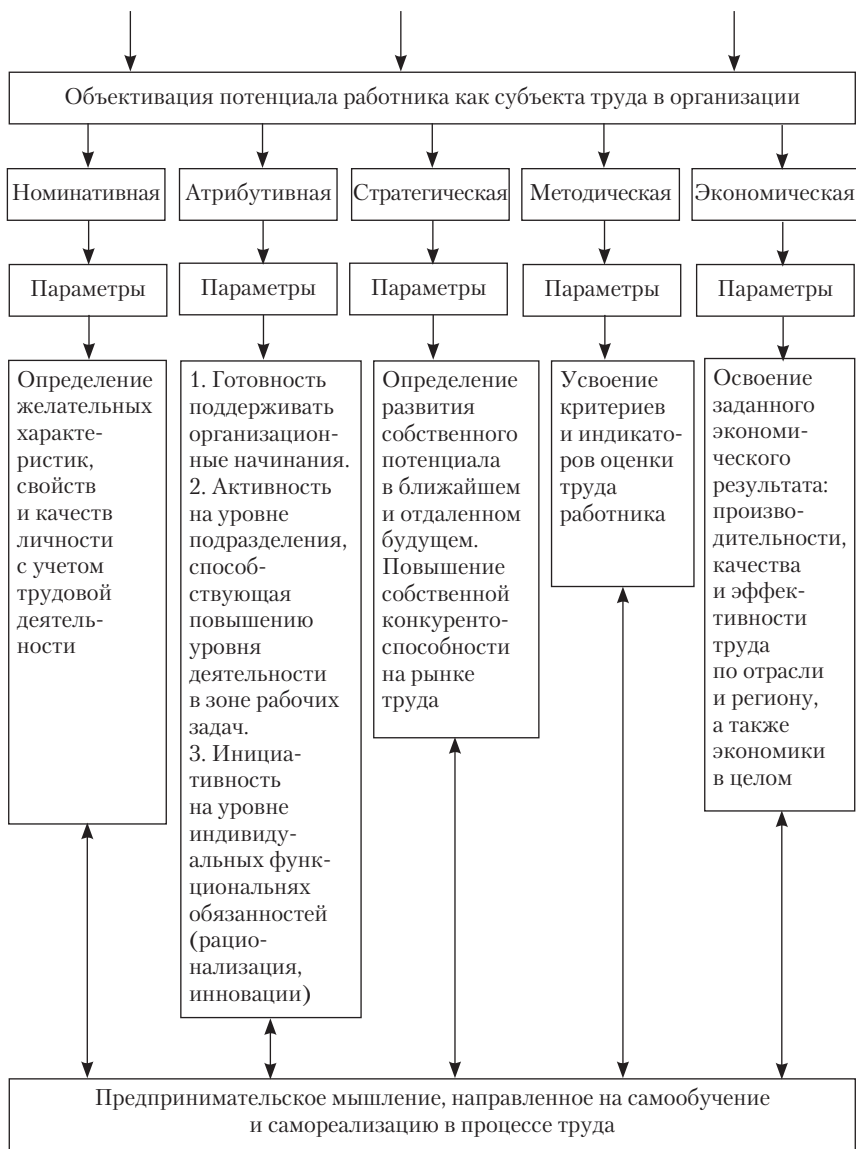 Объективация потенциала работника как субъекта труда в организации
Номинативная
Атрибутивная
Стратегическая
Методическая
Экономическая
Параметры
Параметры
Параметры
Параметры
Параметры
Определение
желательных
характе-
ристик,
свойств
и качеств
личности
с учетом
трудовой
деятель-
ности
1. Готовность
поддерживать
организацион-
ные начинания.
2. Активность
на уровне
подразделения,
способ-
ствующая
повышению
уровня
деятельности
в зоне рабочих
задач.
3. Инициа-
тивность
на уровне
индивиду-
альных функ-
циональнях
обязанностей
(рацио-
нализация,
инновации)
Определение
развития
собственного
потенциала
в ближайшем
и отдаленном
будущем.
Повышение
собственной
конкуренто-
способности
на рынке
труда
Усвоение
критериев
и индикато-
ров оценки
труда
работника
Освоение
заданного
экономи-
ческого
результата:
произво-
дительности,
качества
и эффек-
тивности
труда
по отрасли
и региону,
а также
экономики
в целом
Предпринимательское мышление, направленное на самообучение
и самореализацию в процессе труда